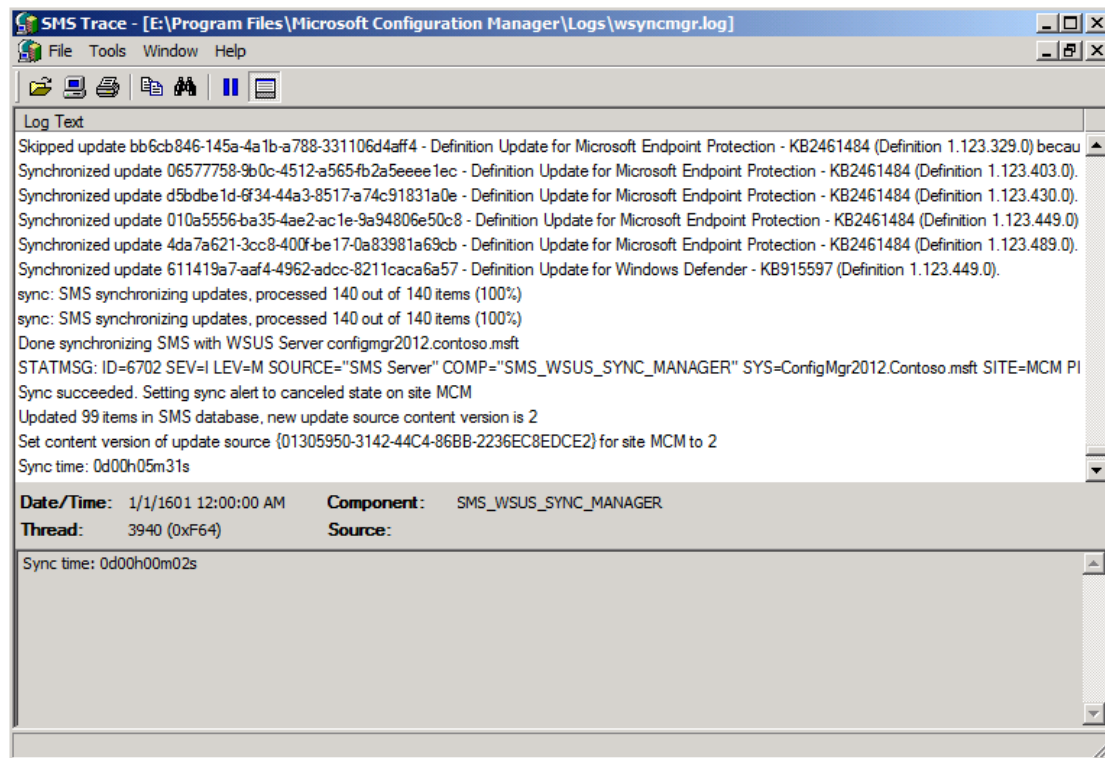 SMS Trace - [E:\Program Files\Microsoft Configuration Manager\Logs\wsyncmgr.log]
File Tools Window Help
Log Text
Skipped update bb6cb846-145a-4a1b-a788-331106d4aff4 - Definition Update for Microsoft Endpoint Protection - KB2461484 (Definition 1.123.329.0) becau
Synchronized update 06577758-9b0c-4512-a565-fb2a5eeee1ec - Definition Update for Microsoft Endpoint Protection - KB2461484 (Definition 1.123.403.0).
Synchronized update d5bdbe1d-6f34-44a3-8517-a74c91831a0e - Definition Update for Microsoft Endpoint Protection - KB2461484 (Definition 1.123.430.0).
Synchronized update 010a5556-ba35-4ae2-ac1e-9a94806e50c8 - Definition Update for Microsoft Endpoint Protection - KB2461484 (Definition 1.123.449.0)
Synchronized update 4da7a621-3cc8-400f-be17-0a83981a69cb - Definition Update for Microsoft Endpoint Protection - KB2461484 (Definition 1.123.489.0).
Synchronized update 611419a7-aaf4-4962-adcc-8211caca6a57 - Definition Update for Windows Defender - KB915597 (Definition 1.123.449.0).
sync: SMS synchronizing updates, processed 140 out of 140 items (100%)
sync: SMS synchronizing updates, processed 140 out of 140 items (100%)
Done synchronizing SMS with WSUS Server configmgr2012.contoso.msft
STATMSG: ID=6702 SEV=I LEV=M SOURCE="SMS Server" COMP="SMS_WSUS_SYNC_MANAGER" SYS=ConfigMgr2012.Contoso.msft SITE=MCM PI
Sync succeeded. Setting sync alert to canceled state on site MCM
Updated 99 items in SMS database, new update source content version is 2
Set content version of update source {01305950-3142-44C4-86BB-2236EC8EDCE2} for site MCM to 2
Sync time: 0d00h05m31s
Date/Time: 1/1/1601 12:00:00 AM Component: SMS_WSUS_SYNC_MANAGER
Thread: 3940 (0xF64) Source:
Sync time: 0d00h00m02s